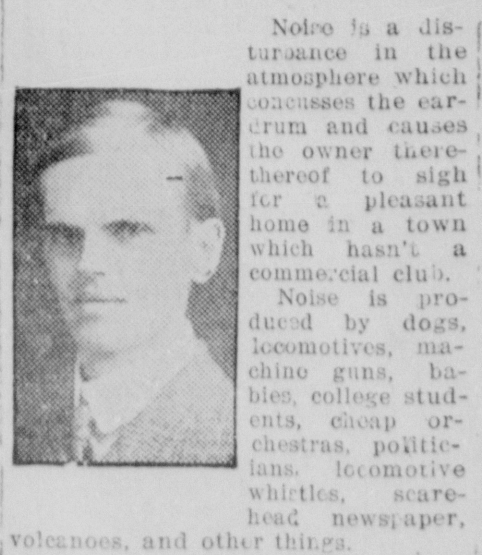 Noise is a dis-
turbance in the
atmosphere which
concusses the ear-
drum and causes
the owner there-
thereof to sigh
for a pleasant
home in a town
which hasn't a
commercial club.
Noise is pro-
duced by dogs,
locomotives, ma-
chine guns, ba-
bies, college stud-
ents, cheap or-
chestras, politic-
ians, locomotive
whistles, scare-
head newspaper,
volcanoes, and other things.